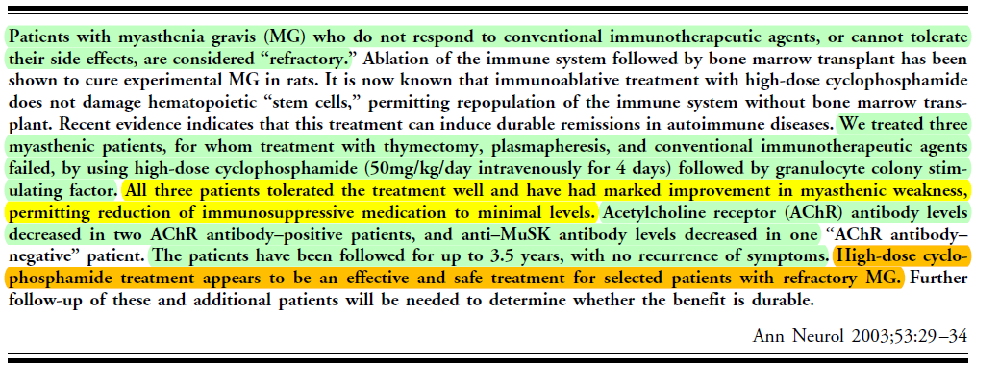 Patients with myasthenia gravis (MG) who do not respond to conventional immunotherapeutic agents, or cannot tolerate
their side effects, are considered “refractory.” Ablation of the immune system followed by bone marrow transplant has been
shown to cure experimental MG in rats. It is now known that immunoablative treatment with high-dose cyclophosphamide
does not damage hematopoietic “stem cells,” permitting repopulation of the immune system without bone marrow trans-
plant. Recent evidence indicates that this treatment can induce durable remissions in autoimmune diseases. We treated three
myasthenic patients, for whom treatment with thymectomy, plasmapheresis, and conventional immunotherapeutic agents
failed, by using high-dose cyclophosphamide (50mg/kg/day intravenously for 4 days) followed by granulocyte colony stim-
ulating factor. All three patients tolerated the treatment well and have had marked improvement in myasthenic weakness,
permitting reduction of immunosuppressive medication to minimal levels. Acetylcholine receptor (AChR) antibody levels
decreased in two AChR antibody–positive patients, and anti–MuSK antibody levels decreased in one “AChR antibody–
negative” patient. The patients have been followed for up to 3.5 years, with no recurrence of symptoms. High-dose cyclo-
phosphamide treatment appears to be an effective and safe treatment for selected patients with refractory MG. Further
follow-up of these and additional patients will be needed to determine whether the benefit is durable.
Ann Neurol 2003;53:29–34